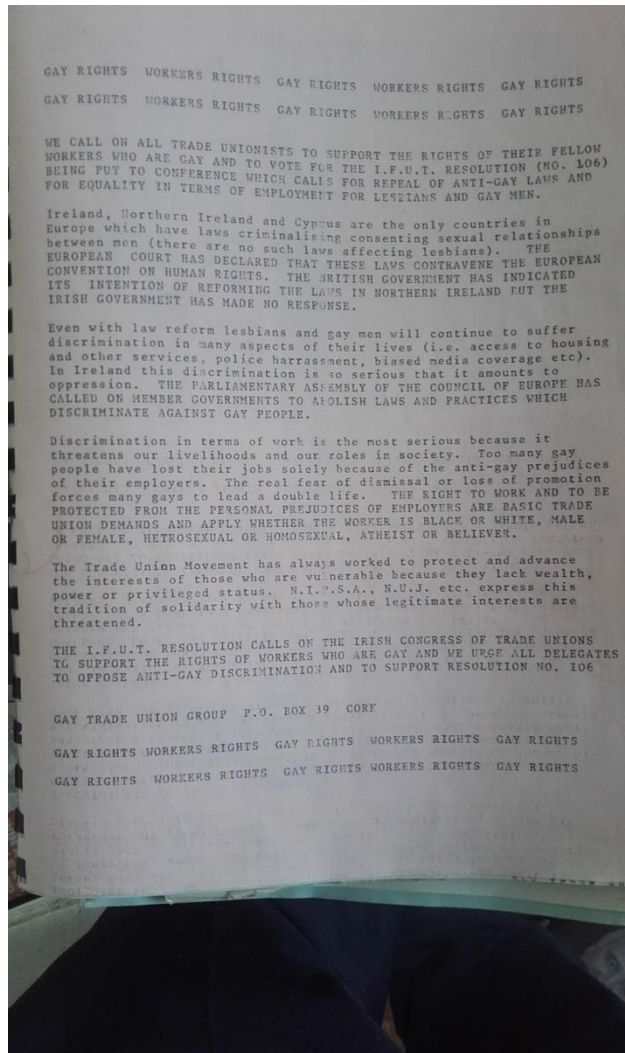 GAY RIGHTS WORKERS RIGHTS GAY RIGHTS WORKERS RIGHTS GAY RIGHTS
GAY RIGHTS WORKERS RIGHTS GAY RIGHTS WORKERS RIGHTS GAY RIGHTS
WE CALL ON ALL TRADE UNIONISTS TO SUPPORT THE RIGHTS OF THEIR FELLOW
WORKERS WHO ARE GAY AND TO VOTE FOR THE I.F.U.T. RESOLUTION (NO. 106)
BEING PUT TO CONFERENCE WHICH CALLS FOR REPEAL OF ANTI-GAY LAWS AND
FOR EQUALITY IN TERMS OF EMPLOYMENT FOR LESBIANS AND GAY MEN.
Ireland, Northern Ireland and Cyprus are the only countries in
Europe which have laws criminalising consenting sexual relationships
between men (there are no such laws affecting lesbians). THE
EUROPEAN COURT HAS DECLARED THAT THESE LAWS CONTRAVENE THE EUROPEAN
CONVENTION ON HUMAN RIGHTS. THE BRITISH GOVERNMENT HAS INDICATED
ITS INTENTION OF REFORMING THE LAWS IN NORTHERN IRELAND BUT THE
IRISH GOVERNMENT HAS MADE NO RESPONSE.
Even with law reform lesbians and gay men will continue to suffer
discrimination in many aspects of their lives (i.e. access to housing
and other services, police harrassment, biased media coverage etc).
In Ireland this discrimination is so serious that it amounts to
oppression. THE PARLIAMENTARY ASSEMBLY OF THE COUNCIL OF EUROPE HAS
CALLED ON MEMBER GOVERNMENTS TO ABOLISH LAWS AND PRACTICES WHICH
DISCRIMINATE AGAINST GAY PEOPLE.
Discrimination in terms of work is the most serious because it
threatens our livelihoods and our roles in society. Too many gay
people have lost their jobs solely because of the anti-gay prejudices
of their employers. The real fear of dismissal or loss of promotion
forces many gays to lead a double life. THE RIGHT TO WORK AND TO BE
PROTECTED FROM THE PERSONAL PREJUDICES OF EMPLOYERS ARE BASIC TRADE
UNION DEMANDS AND APPLY WHETHER THE WORKER IS BLACK OR WHITE, MALE
OR FEMALE, HETROSEXUAL OR HOMOSEXUAL, ATHEIST OR BELIEVER.
The Trade Union Movement has always worked to protect and advance
the interests of those who are vulnerable because they lack wealth,
power or privileged status. N.I.P.S.A., N.U.J. etc. express this
tradition of solidarity with those whose legitimate interests are
threatened.
THE I.F.U.T. RESOLUTION CALLS ON THE IRISH CONGRESS OF TRADE UNIONS
TO SUPPORT THE RIGHTS OF WORKERS WHO ARE GAY AND WE URGE ALL DELEGATES
TO OPPOSE ANTI-GAY DISCRIMINATION AND TO SUPPORT RESOLUTION NO. 106
GAY TRADE UNION GROUP P.O. BOX 39 CORK
GAY RIGHTS WORKERS RIGHTS GAY RIGHTS WORKERS RIGHTS GAY RIGHTS
GAY RIGHTS WORKERS RIGHTS GAY RIGHTS WORKERS RIGHTS GAY RIGHTS